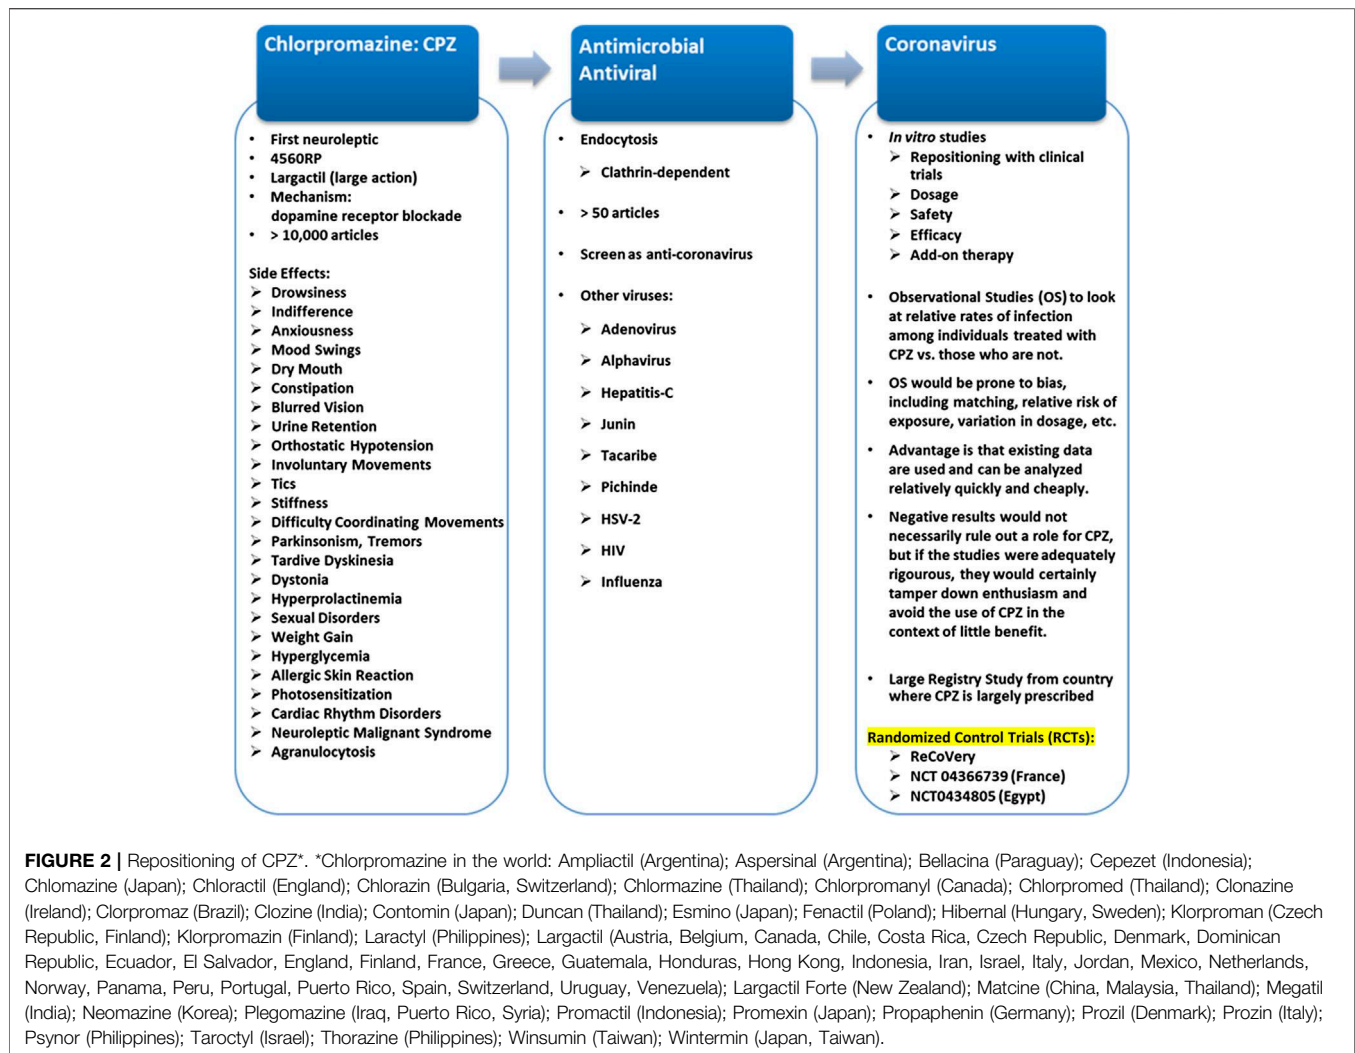 Chlorpromazine: CPZ
• First neuroleptic
• 4560RP
• Largactil (large action)
• Mechanism:
dopamine receptor blockade
• > 10,000 articles
Side Effects:
➢ Drowsiness
➢ Indifference
➢ Anxiousness
➢ Mood Swings
➢ Dry Mouth
➢ Constipation
➢ Blurred Vision
➢ Urine Retention
➢ Orthostatic Hypotension
➢ Involuntary Movements
➢ Tics
➢ Stiffness
➢ Difficulty Coordinating Movements
➢ Parkinsonism, Tremors
➢ Tardive Dyskinesia
➢ Dystonia
➢ Hyperprolactinemia
➢ Sexual Disorders
➢ Weight Gain
➢ Hyperglycemia
➢ Allergic Skin Reaction
➢ Photosensitization
➢ Cardiac Rhythm Disorders
➢ Neuroleptic Malignant Syndrome
➢ Agranulocytosis
Antimicrobial
Antiviral
• Endocytosis
➢ Clathrin-dependent
• > 50 articles
• Screen as anti-coronavirus
• Other viruses:
➢ Adenovirus
➢ Alphavirus
➢ Hepatitis-C
➢ Junin
➢ Tacaribe
➢ Pichinde
➢ HSV-2
➢ HIV
➢ Influenza
Coronavirus
• In vitro studies
➢ Repositioning with clinical
trials
➢ Dosage
➢ Safety
➢ Efficacy
➢ Add-on therapy
• Observational Studies (OS) to look
at relative rates of infection
among individuals treated with
CPZ vs. those who are not.
• OS would be prone to bias,
including matching, relative risk of
exposure, variation in dosage, etc.
• Advantage is that existing data
are used and can be analyzed
relatively quickly and cheaply.
• Negative results would not
necessarily rule out a role for CPZ,
but if the studies were adequately
rigourous, they would certainly
tamper down enthusiasm and
avoid the use of CPZ in the
context of little benefit.
• Large Registry Study from country
where CPZ is largely prescribed
Randomized Control Trials (RCTs):
➢ ReCoVery
➢ NCT 04366739 (France)
➢ NCT0434805 (Egypt)
FIGURE 2 | Repositioning of CPZ*. *Chlorpromazine in the world: Ampliactil (Argentina); Aspersinal (Argentina); Bellacina (Paraguay); Cepezet (Indonesia);
Chlomazine (Japan); Chloractil (England); Chlorazin (Bulgaria, Switzerland); Chlormazine (Thailand); Chlorpromanyl (Canada); Chlorpromed (Thailand); Clonazine
(Ireland); Clorpromaz (Brazil); Clozine (India); Contomin (Japan); Duncan (Thailand); Esmino (Japan); Fenactil (Poland); Hibernal (Hungary, Sweden); Klorproman (Czech
Republic, Finland); Klorpromazin (Finland); Laractyl (Philippines); Largactil (Austria, Belgium, Canada, Chile, Costa Rica, Czech Republic, Denmark, Dominican
Republic, Ecuador, El Salvador, England, Finland, France, Greece, Guatemala, Honduras, Hong Kong, Indonesia, Iran, Israel, Italy, Jordan, Mexico, Netherlands,
Norway, Panama, Peru, Portugal, Puerto Rico, Spain, Switzerland, Uruguay, Venezuela); Largactil Forte (New Zealand); Matcine (China, Malaysia, Thailand); Megatil
(India); Neomazine (Korea); Plegomazine (Iraq, Puerto Rico, Syria); Promactil (Indonesia); Promexin (Japan); Propaphenin (Germany); Prozil (Denmark); Prozin (Italy);
Psynor (Philippines); Taroctyl (Israel); Thorazine (Philippines); Winsumin (Taiwan); Wintermin (Japan, Taiwan).